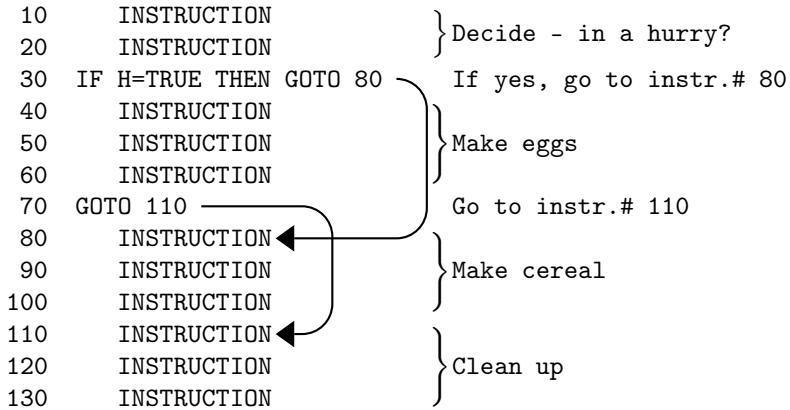 10 INSTRUCTION
20 INSTRUCTION Decide - in a hurry?
30 IF H=TRUE THEN GOTO 80 If yes, go to instr.# 80
40 INSTRUCTION
50 INSTRUCTION Make eggs
60 INSTRUCTION
70 GOTO 110 Go to instr.# 110
80 INSTRUCTION
90 INSTRUCTION Make cereal
100 INSTRUCTION
110 INSTRUCTION
120 INSTRUCTION Clean up
130 INSTRUCTION